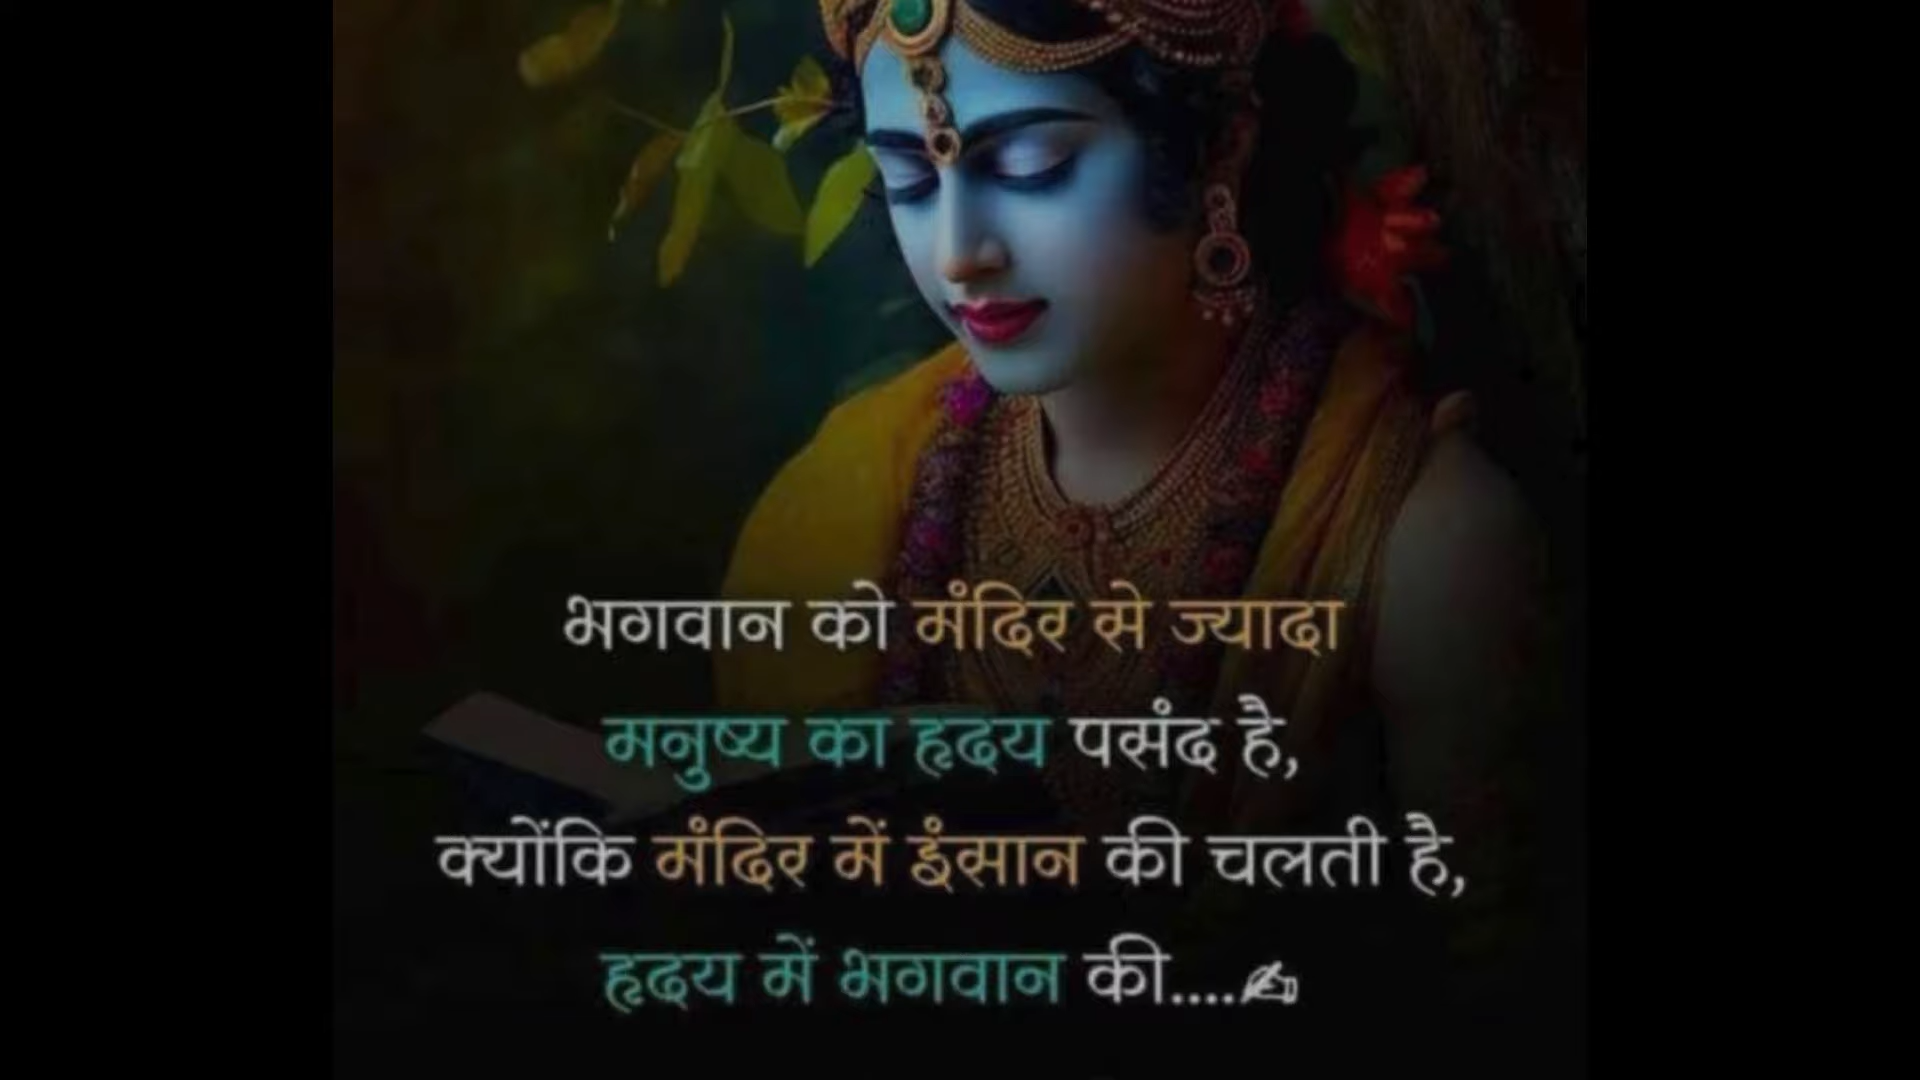 भगवान को मंदिर से ज्यादा
मनुष्य का हृदय पसंद है,
क्योंकि मंदिर में इंसान की चलती है,
हृदय में भगवान की....✍